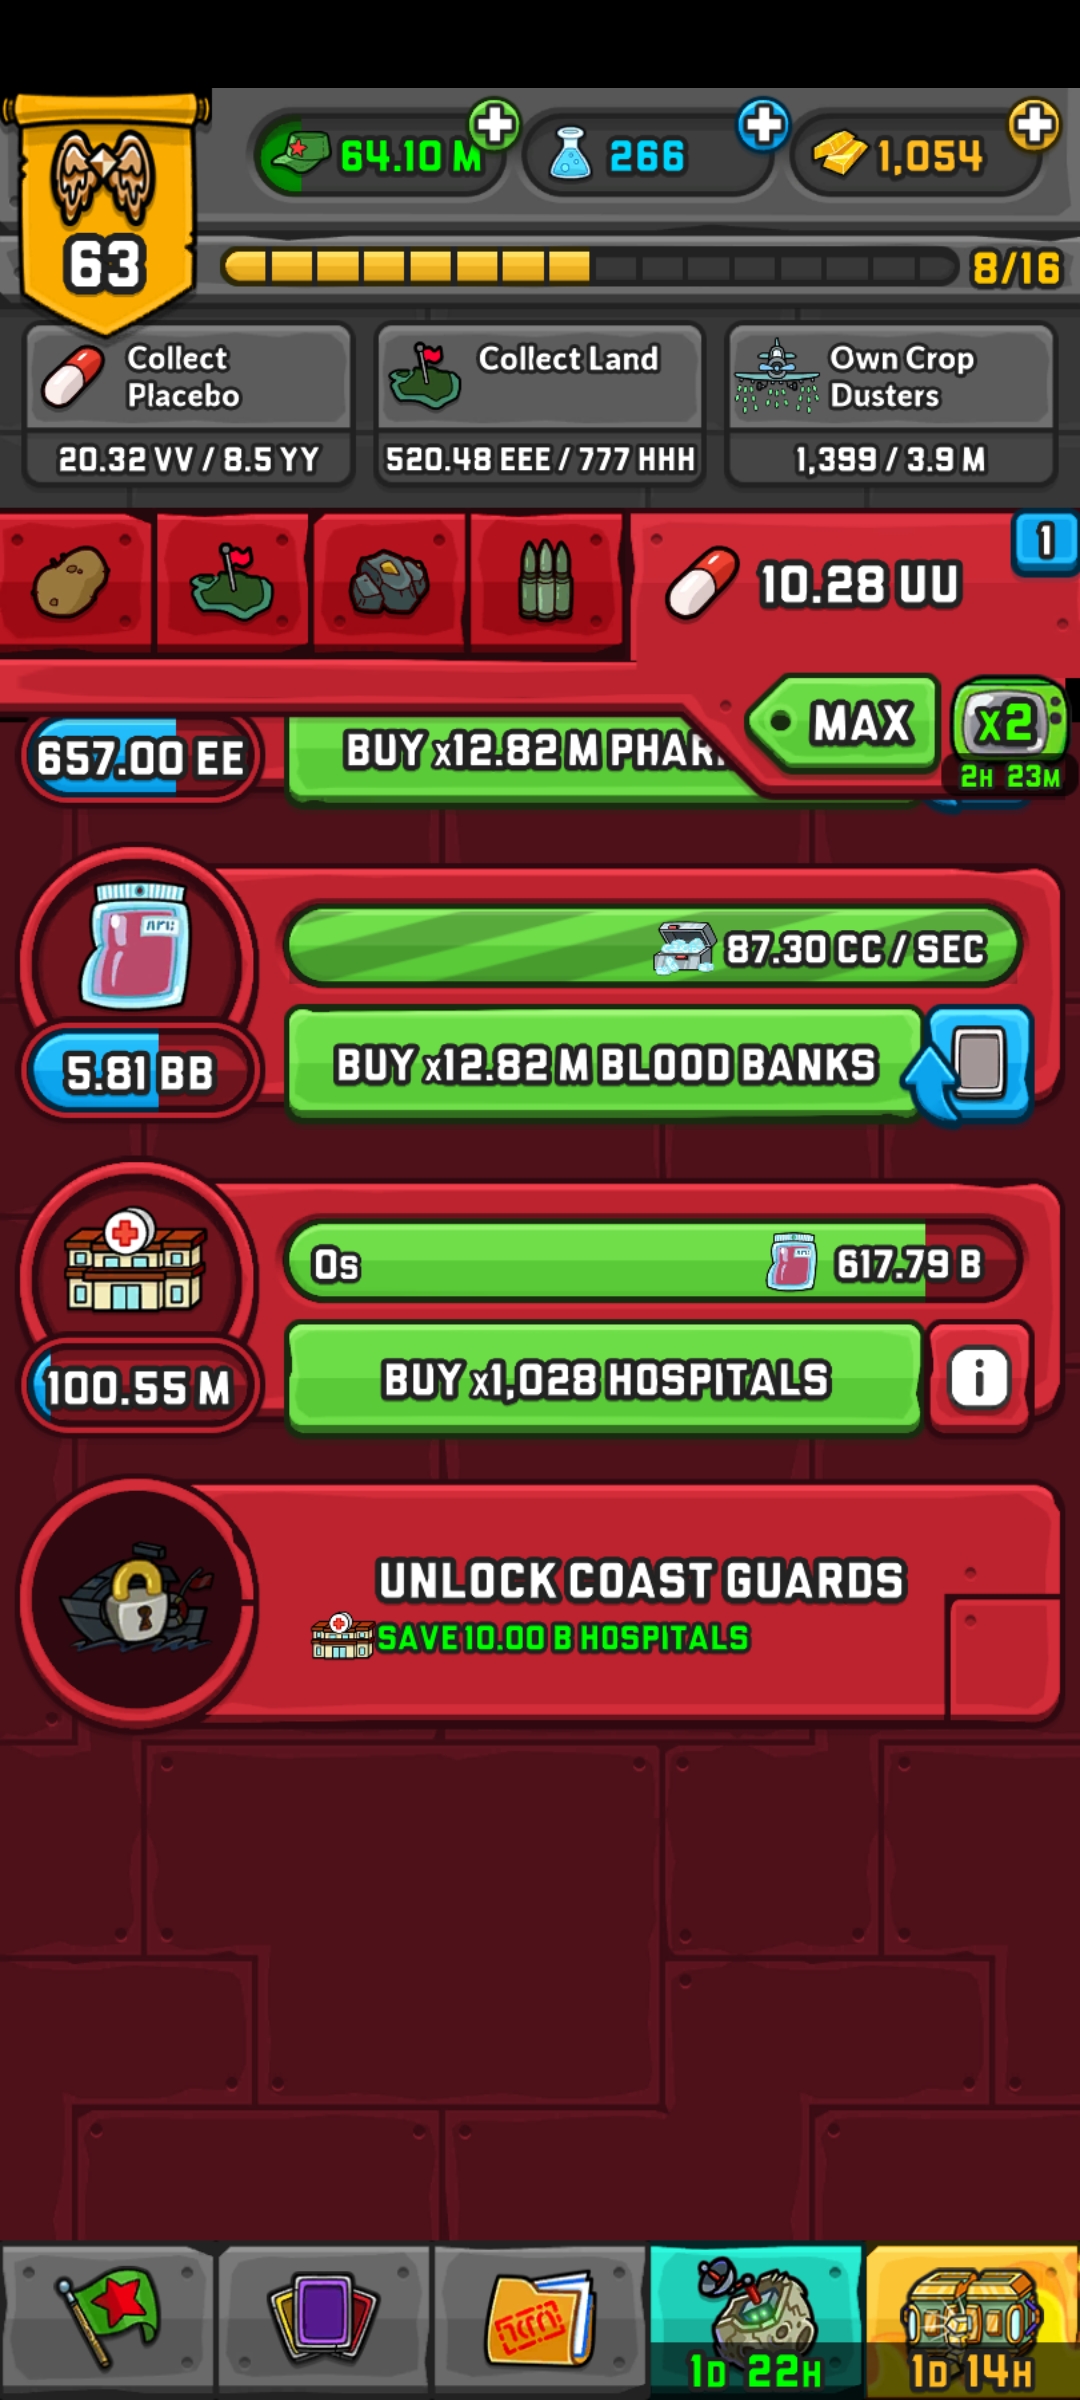 64.10 M
266
1,054
63
8/16
Collect
Placebo
20.32 VV / 8.5 YY
Collect Land
520.48 EEE / 777 HHH
Own Crop
Dusters
1,399 / 3.9 M
10.28 UU
1
MAX
x2
2H 23M
657.00 EE
BUY x12.82 M PHAR
87.30 CC / SEC
5.81 BB
BUY x12.82 M BLOOD BANKS
0s
617.79 B
100.55 M
BUY x1,028 HOSPITALS
i
UNLOCK COAST GUARDS
SAVE 10.00 B HOSPITALS
1D 22H
1D 14H